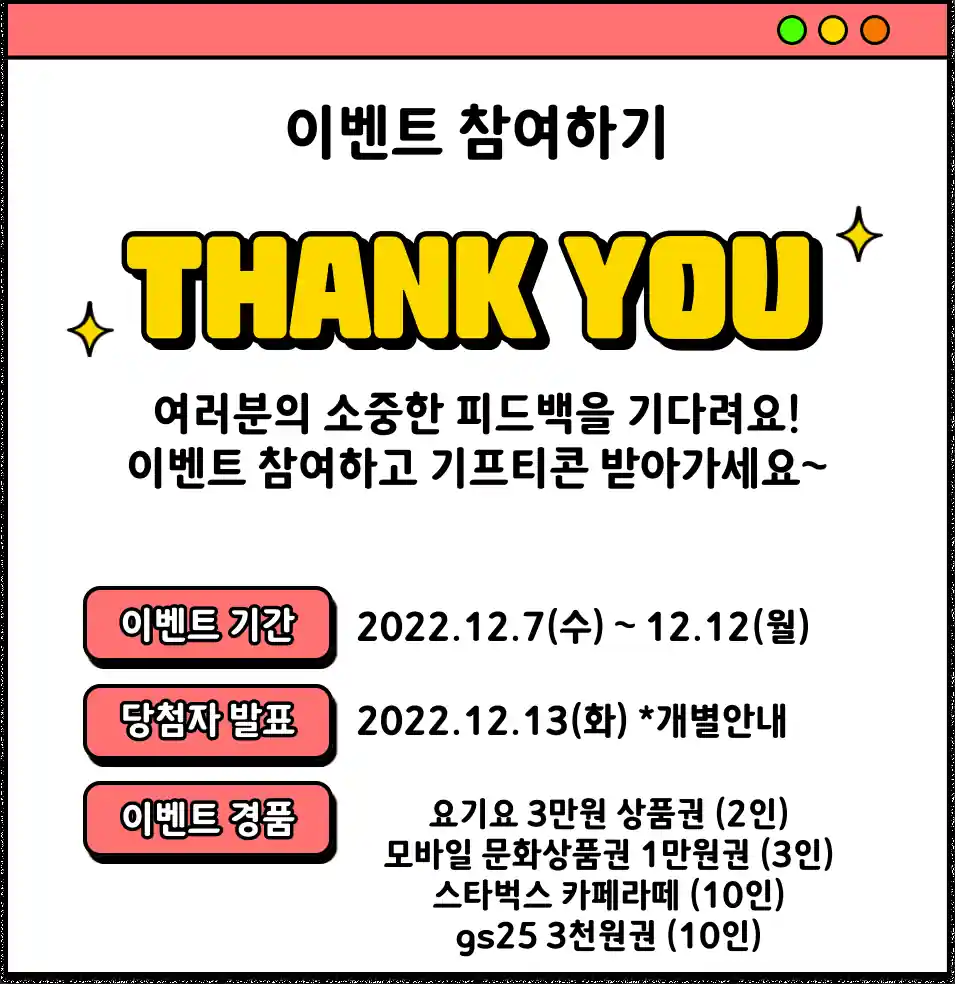 이벤트 참여하기
THANK YOU
여러분의 소중한 피드백을 기다려요!
이벤트 참여하고 기프티콘 받아가세요~
이벤트 기간 2022.12.7(수) ~ 12.12(월)
당첨자 발표 2022.12.13(화) *개별안내
이벤트 경품 요기요 3만원 상품권 (2인)
모바일 문화상품권 1만원권 (3인)
스타벅스 카페라떼 (10인)
gs25 3천원권 (10인)